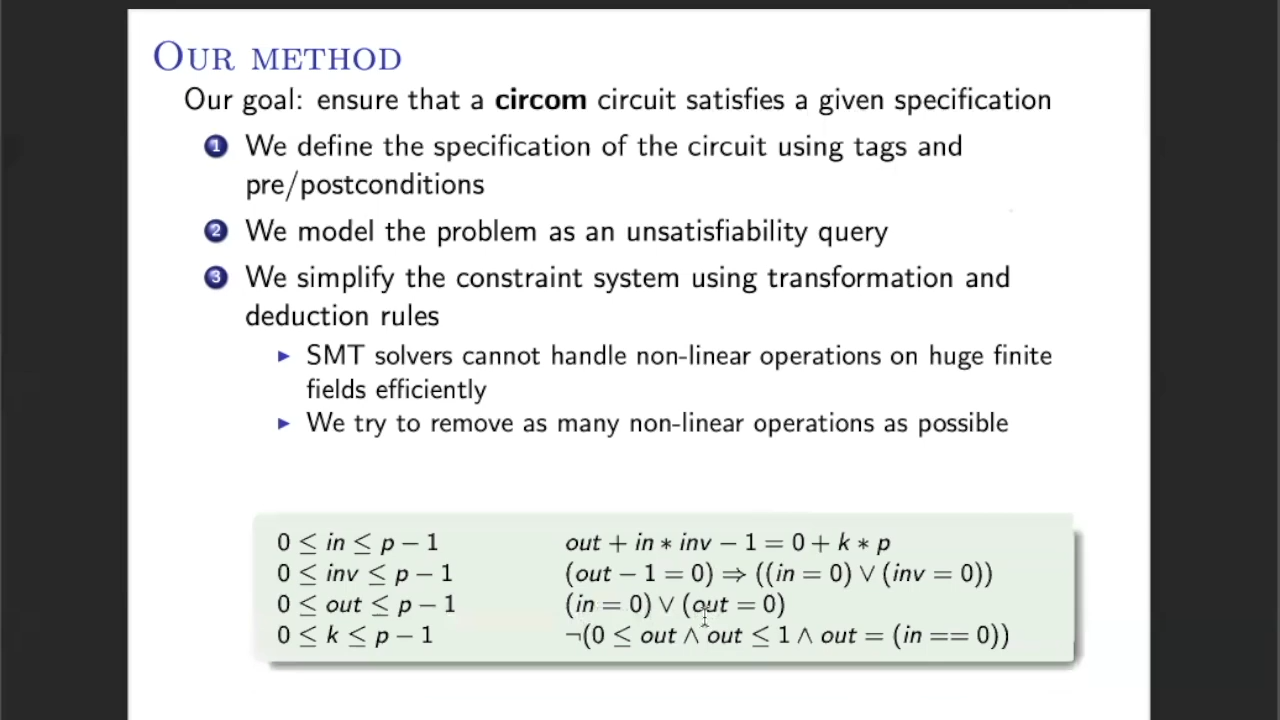 OUR METHOD
Our goal: ensure that a circom circuit satisfies a given specification
1 We define the specification of the circuit using tags and
pre/postconditions
2 We model the problem as an unsatisfiability query
3 We simplify the constraint system using transformation and
deduction rules
▶ SMT solvers cannot handle non-linear operations on huge finite
fields efficiently
▶ We try to remove as many non-linear operations as possible
0 ≤ in ≤ p − 1 out + in ∗ inv − 1 = 0 + k ∗ p
0 ≤ inv ≤ p − 1 (out − 1 = 0) ⇒ ((in = 0) ∨ (inv = 0))
0 ≤ out ≤ p − 1 (in = 0) ∨ (out = 0)
0 ≤ k ≤ p − 1 ¬(0 ≤ out ∧ out ≤ 1 ∧ out = (in == 0))